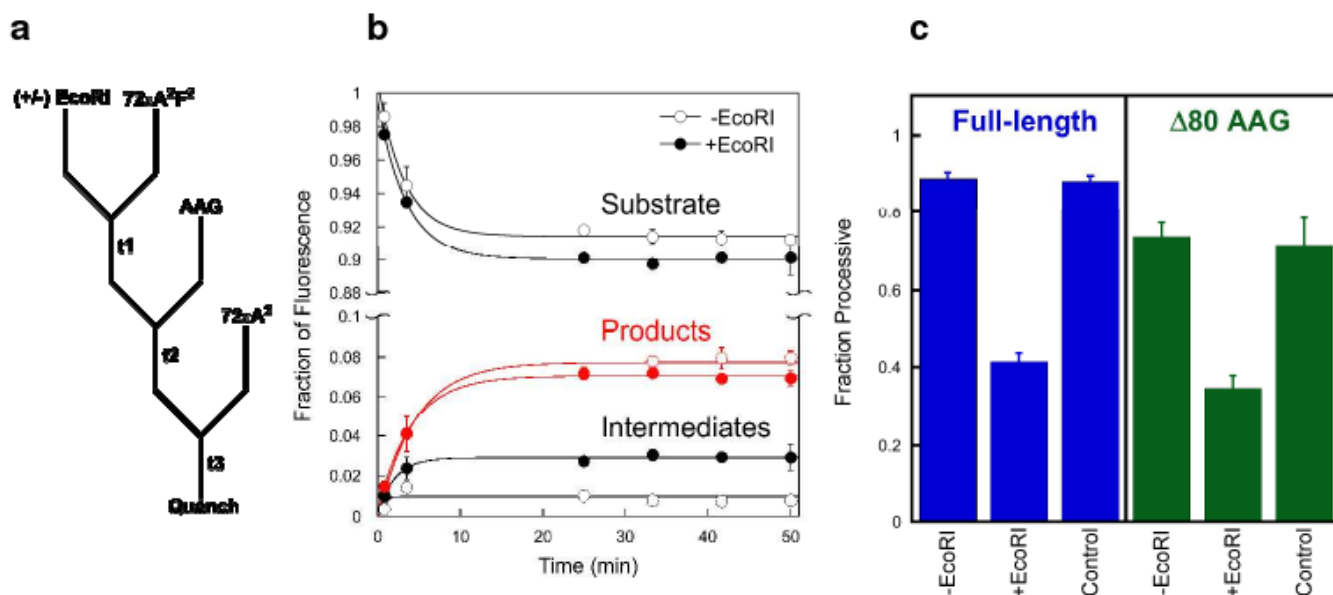 a
(+/-) EcoRI 72εA²F²
AAG
t1
72εA²
t2
t3
Quench
b
1
0.98
0.96
0.94
0.92
0.9
0.88
0.1
0.08
0.06
0.04
0.02
0
Fraction of Fluorescence
-EcoRI
+EcoRI
Substrate
Products
Intermediates
0 10 20 30 40 50
Time (min)
c
Full-length Δ80 AAG
1
0.8
0.6
0.4
0.2
0
Fraction Processive
-EcoRI
+EcoRI
Control
-EcoRI
+EcoRI
Control